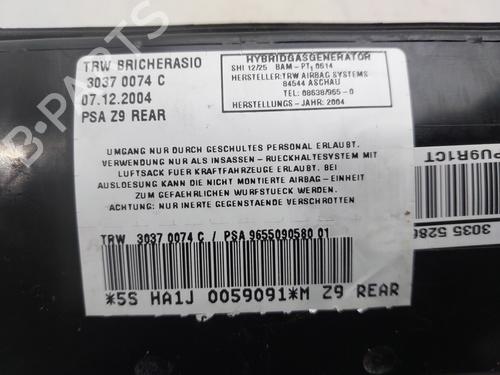 TRW BRICHERASIO
3037 0074 C
07.12.2004
PSA Z9 REAR
HYBRIDGASGENERATOR
SHI 12/25 BAM - PT1 0614
HERSTELLER:TRW AIRBAG SYSTEMS
84544 ASCHAU
TEL: 08638/965-0
HERSTELLUNGS - JAHR: 2004
UMGANG NUR DURCH GESCHULTES PERSONAL ERLAUBT.
VERWENDUNG NUR ALS INSASSEN - RUECKHALTESYSTEM MIT
LUFTSACK FUER KRAFTFAHRZEUGE ERLAUBT. BEI
AUSLOESUNG KANN DIE NICHT MONTIERTE AIRBAG - EINHEIT
ZUM GEFAEHRLICHEN WURFSTUECK WERDEN.
ACHTUNG: NUR INERTE GEGENSTAENDE VERSCHROTTEN
TRW 3037 0074 C / PSA 9655090580 01
*5S HA1J 0059091*M Z9 REAR
PU9R1CT
3035 528
B-PARTS